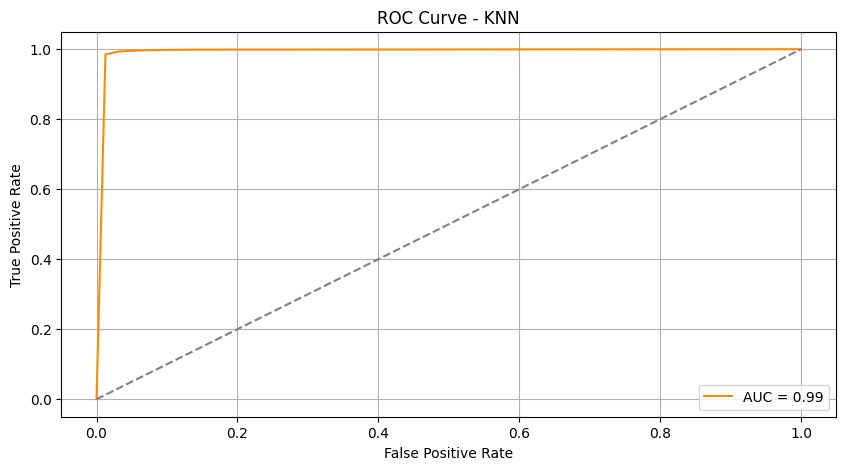 ROC Curve - KNN
1.0
0.8
0.6
0.4
0.2
0.0
True Positive Rate
0.0 0.2 0.4 0.6 0.8 1.0
False Positive Rate
AUC = 0.99